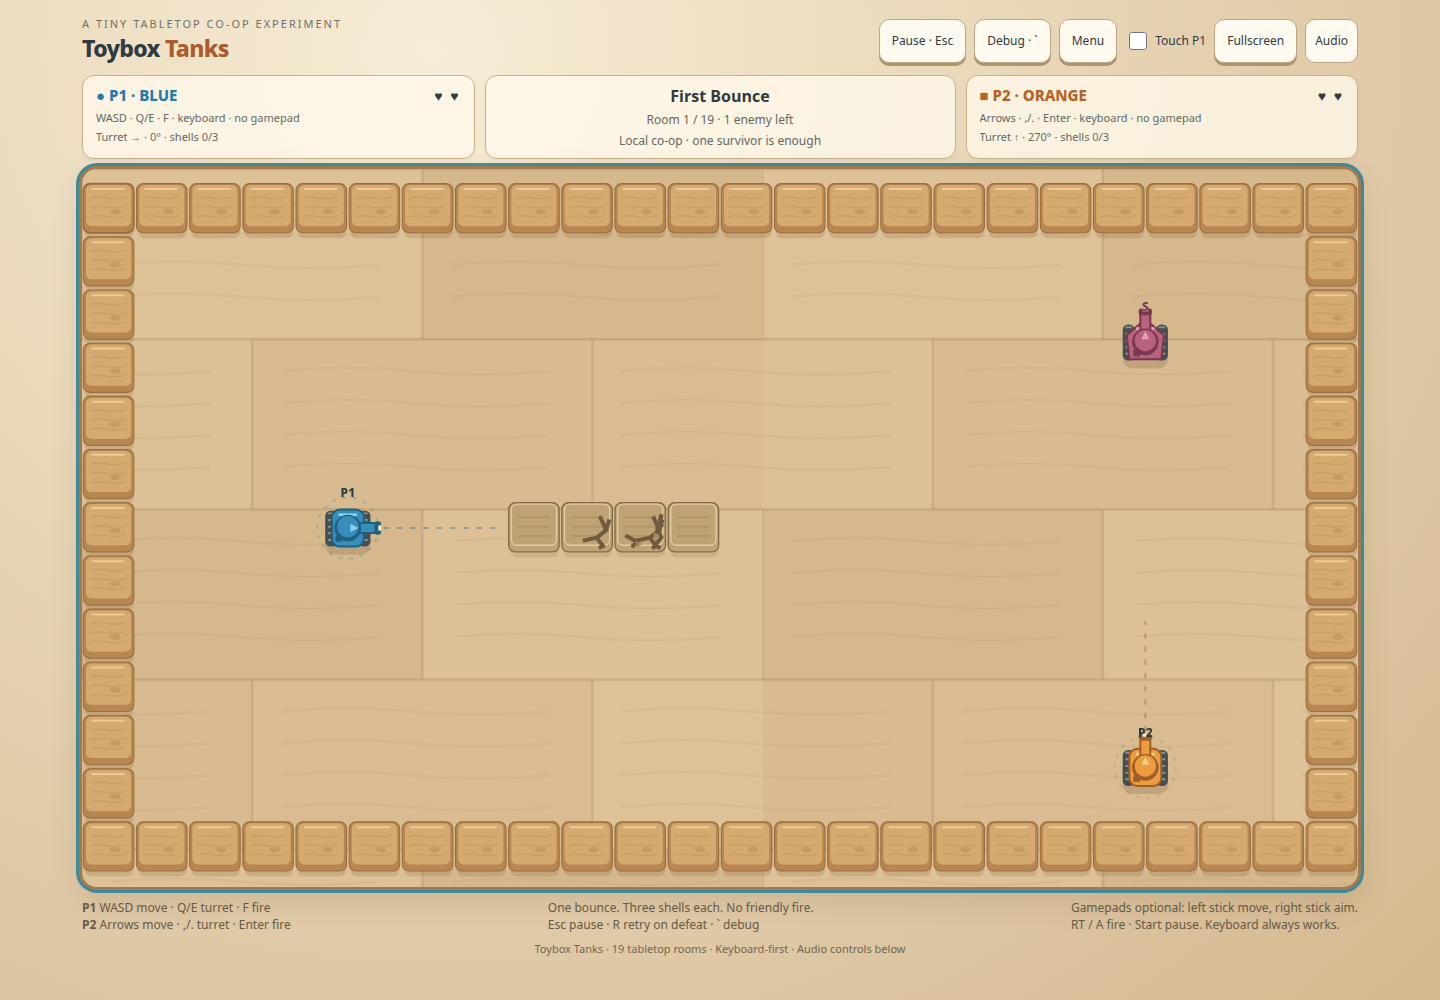 A TINY TABLETOP CO-OP EXPERIMENT
Toybox Tanks
Pause · Esc
Debug · `
Menu
Touch P1
Fullscreen
Audio
● P1 · BLUE ♥ ♥
WASD · Q/E · F · keyboard · no gamepad
Turret → · 0° · shells 0/3
First Bounce
Room 1 / 19 · 1 enemy left
Local co-op · one survivor is enough
■ P2 · ORANGE ♥ ♥
Arrows · ,/. · Enter · keyboard · no gamepad
Turret ↑ · 270° · shells 0/3
S
P1
P2
P1 WASD move · Q/E turret · F fire
P2 Arrows move · ,/. turret · Enter fire
One bounce. Three shells each. No friendly fire.
Esc pause · R retry on defeat · ` debug
Gamepads optional: left stick move, right stick aim.
RT / A fire · Start pause. Keyboard always works.
Toybox Tanks · 19 tabletop rooms · Keyboard-first · Audio controls below